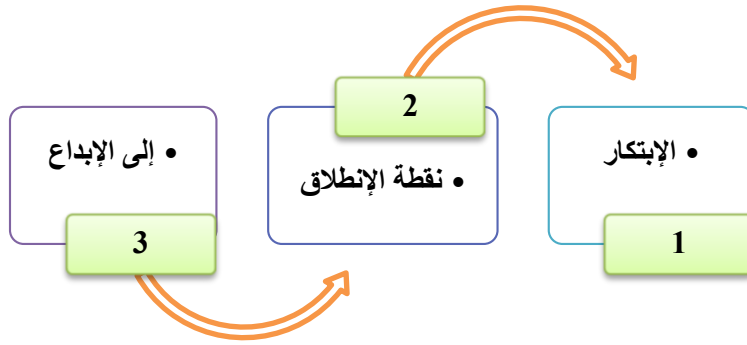 • الإبتكار
1
2
• نقطة الإنطلاق
• إلى الإبداع
3